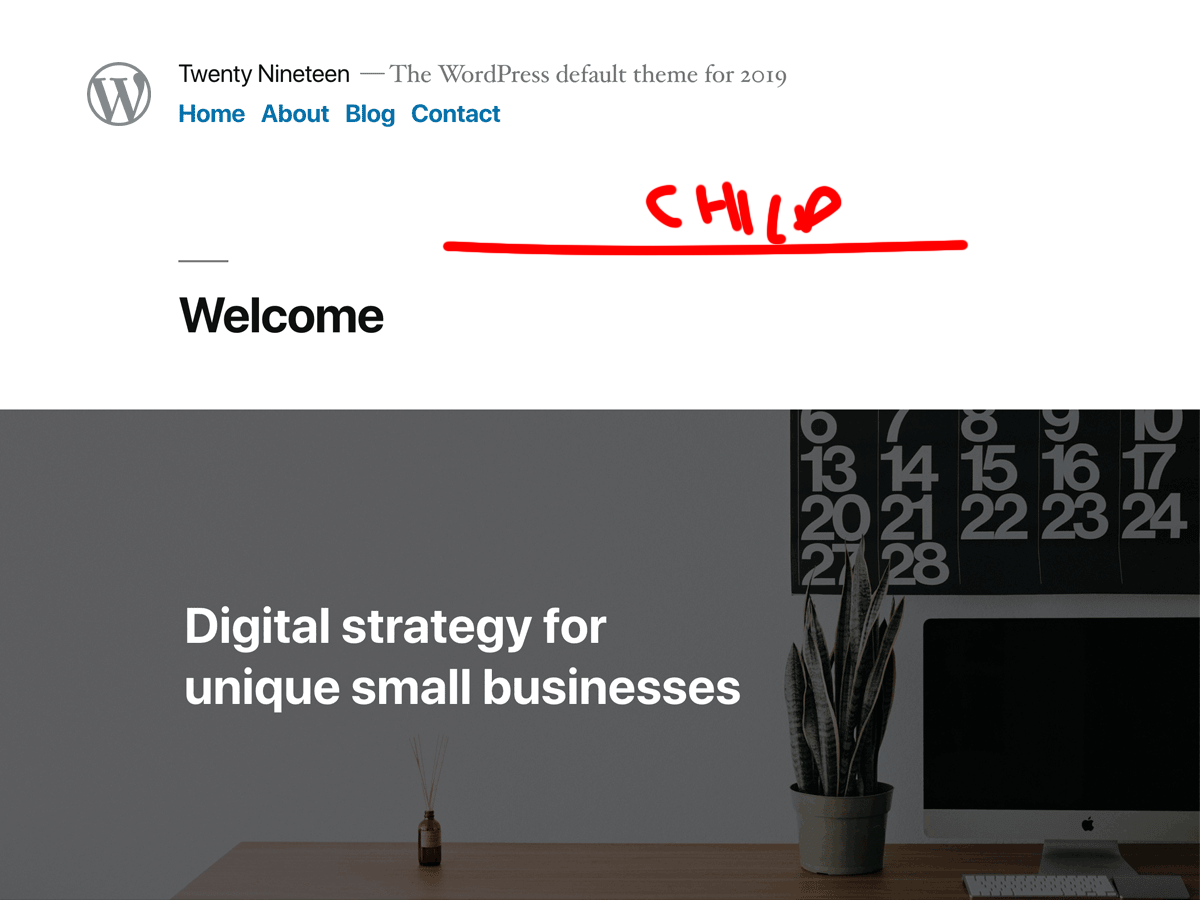 Twenty Nineteen — The WordPress default theme for 2019
Home About Blog Contact
CHILD
Welcome
6 7 8 9 10
13 14 15 16 17
20 21 22 23 24
27 28
Digital strategy for
unique small businesses